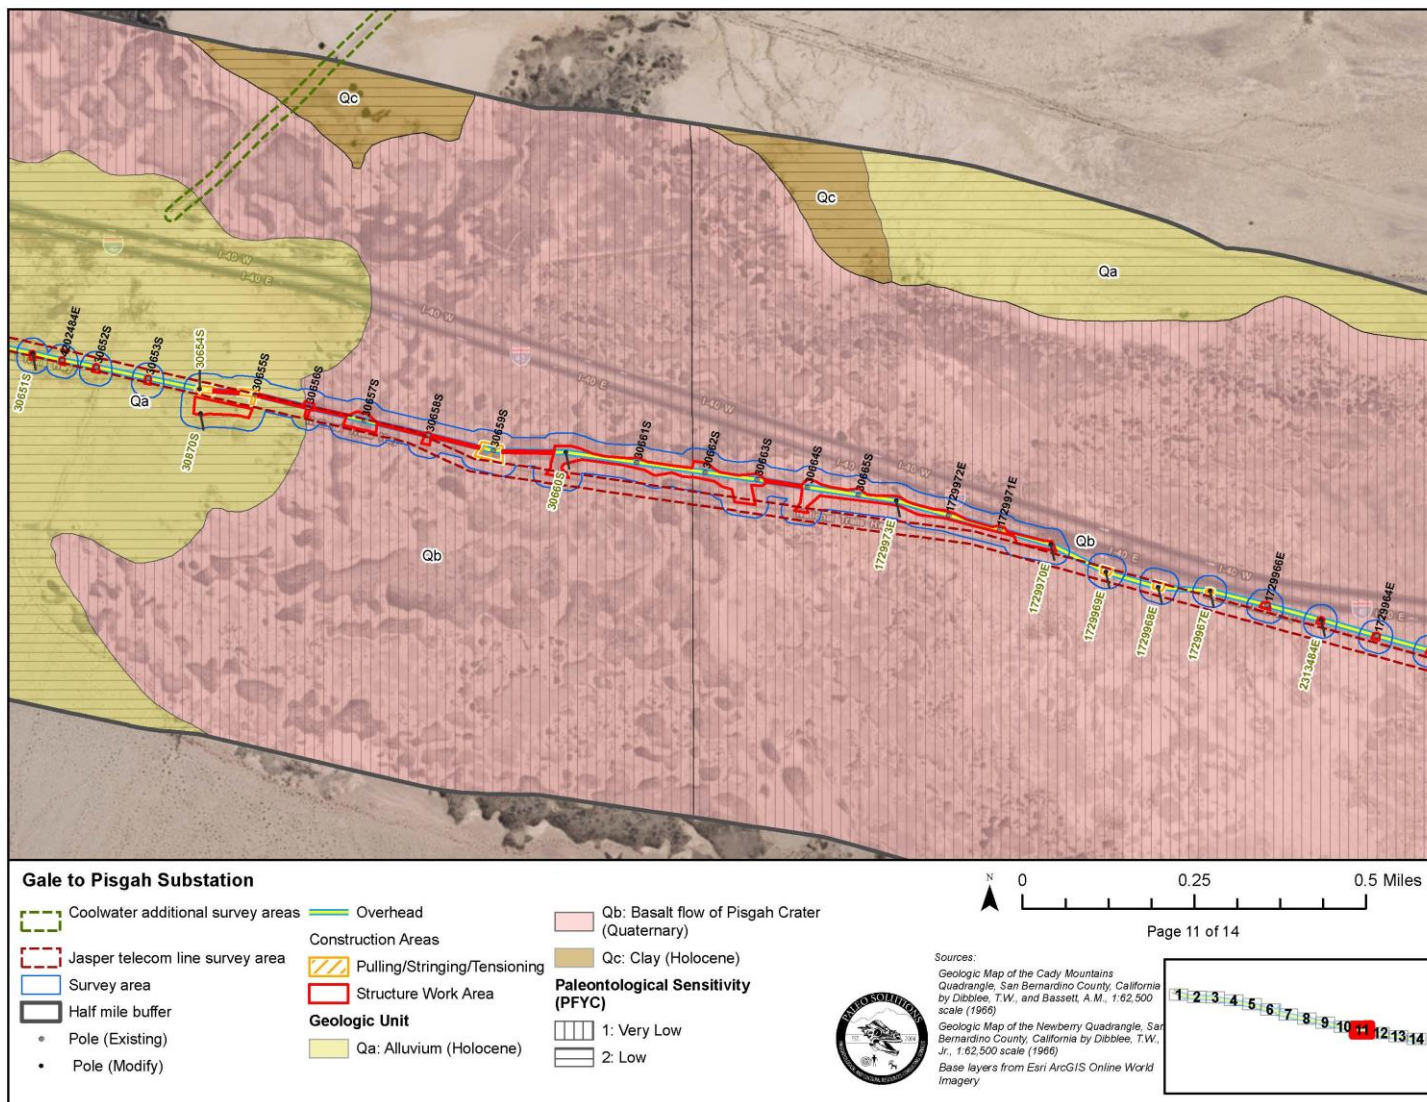 Qc
Qc
Qa
I-40 W
I-40 E
I-40 W
I-40 E
I-40 W
I-40 E
I-40 W
I-40 E
I-40 W
30651S
4202484E
30652S
30653S
30654S
30655S
30656S
30657S
30658S
30659S
30660S
30661S
30662S
30663S
30664S
30665S
1729973E
1729972E
1729971E
1729970E
1729969E
1729968E
1729967E
1729966E
2313484E
1729964E
30870S
Qa
Qb
Qb
Gale to Pisgah Substation
Coolwater additional survey areas
Jasper telecom line survey area
Survey area
Half mile buffer
Pole (Existing)
Pole (Modify)
Overhead
Construction Areas
Pulling/Stringing/Tensioning
Structure Work Area
Geologic Unit
Qa: Alluvium (Holocene)
Qb: Basalt flow of Pisgah Crater
(Quaternary)
Qc: Clay (Holocene)
Paleontological Sensitivity
(PFYC)
1: Very Low
2: Low
N
0 0.25 0.5 Miles
Page 11 of 14
PALEO SOLUTIONS
Sources:
Geologic Map of the Cady Mountains
Quadrangle, San Bernardino County, California
by Dibblee, T.W., and Bassett, A.M., 1:62,500
scale (1966)
Geologic Map of the Newberry Quadrangle, San
Bernardino County, California by Dibblee, T.W.,
Jr., 1:62,500 scale (1966)
Base layers from Esri ArcGIS Online World
Imagery
1 2 3 4 5 6 7 8 9 10 11 12 13 14